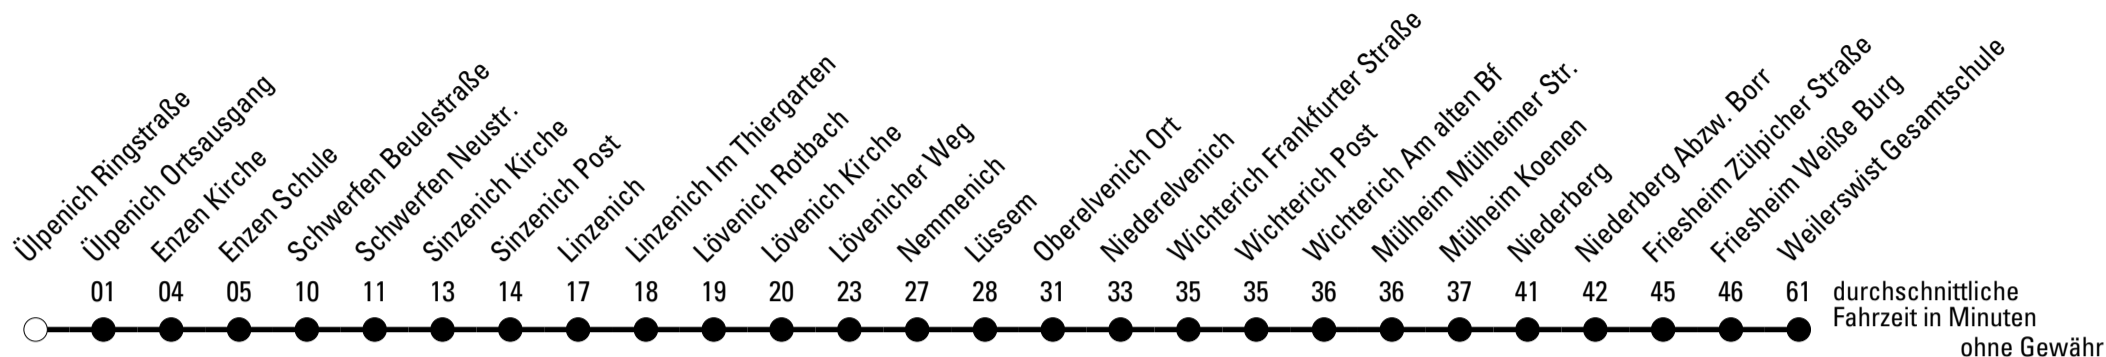 Ülpenich Ringstraße
Ülpenich Ortsausgang
Enzen Kirche
Enzen Schule
Schwerfen Beuelstraße
Schwerfen Neustr.
Sinzenich Kirche
Sinzenich Post
Linzenich
Linzenich Im Thiergarten
Lövenich Rotbach
Lövenich Kirche
Lövenicher Weg
Nemmenich
Lüssem
Oberelvenich Ort
Niederelvenich
Wichterich Frankfurter Straße
Wichterich Post
Wichterich Am alten Bf
Mülheim Mülheimer Str.
Mülheim Koenen
Niederberg
Niederberg Abzw. Borr
Friesheim Zülpicher Straße
Friesheim Weiße Burg
Weilerswist Gesamtschule
01 04 05 10 11 13 14 17 18 19 20 23 27 28 31 33 35 35 36 36 37 41 42 45 46 61
durchschnittliche
Fahrzeit in Minuten
ohne Gewähr